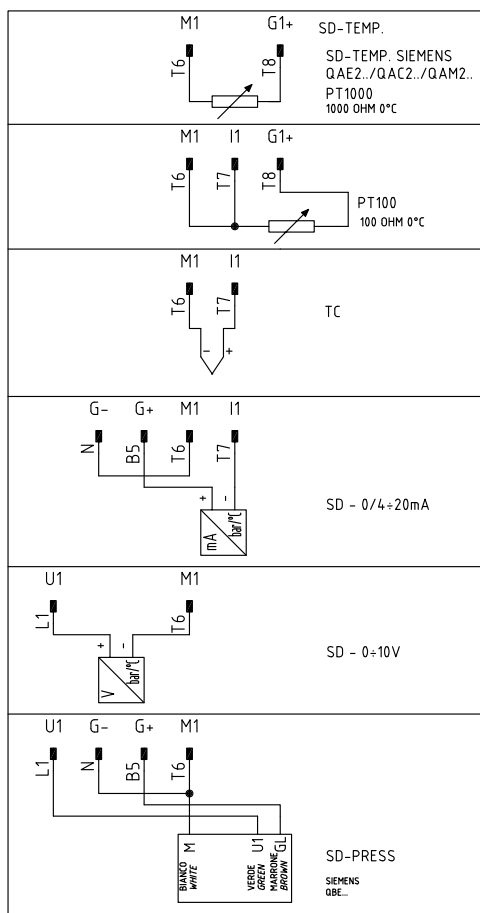 M1 G1+ SD-TEMP.
T6 T8
SD-TEMP. SIEMENS
QAE2../QAC2../QAM2..
PT1000
1000 OHM 0°C
M1 I1 G1+
T6 T7 T8
PT100
100 OHM 0°C
M1 I1
T6 T7
- +
TC
G- G+ M1 I1
N B5 T6 T7
+ -
mA bar/°C
SD - 0/4÷20mA
U1 M1
L1 T6
+ -
V bar/°C
SD - 0÷10V
U1 G- G+ M1
L1 N B5 T6
M U1 GL
BIANCO
WHITE
VERDE
GREEN
MARRONE
BROWN
SD-PRESS
SIEMENS
QBE...